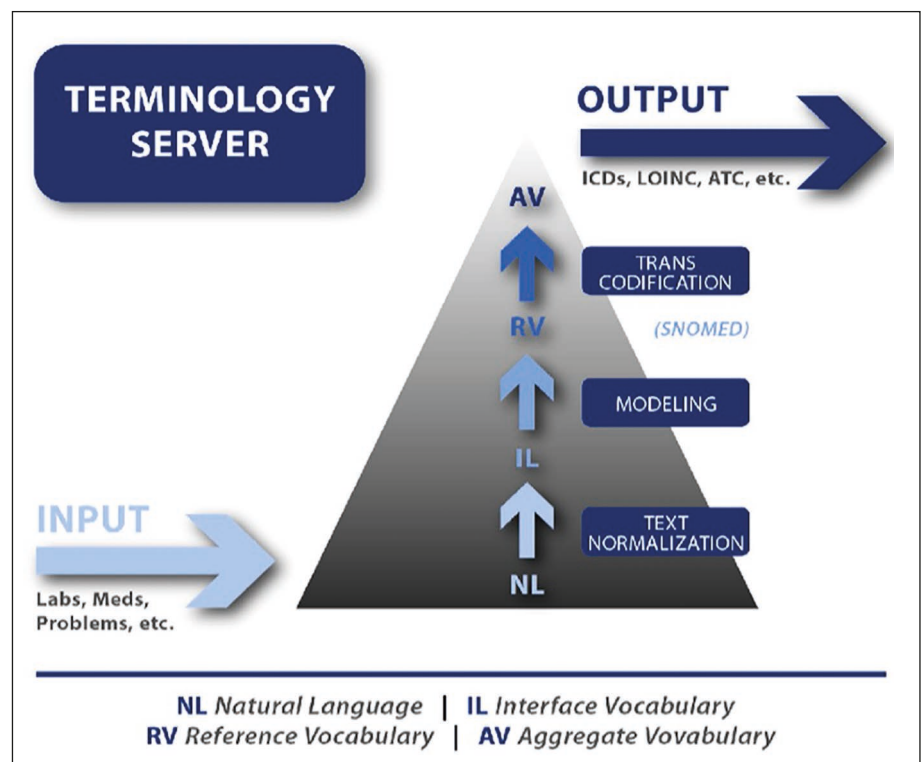 TERMINOLOGY
SERVER
OUTPUT
ICDs, LOINC, ATC, etc.
AV
TRANS
CODIFICATION
RV
(SNOMED)
MODELING
IL
INPUT
Labs, Meds,
Problems, etc.
TEXT
NORMALIZATION
NL
NL Natural Language | IL Interface Vocabulary
RV Reference Vocabulary | AV Aggregate Vovabulary